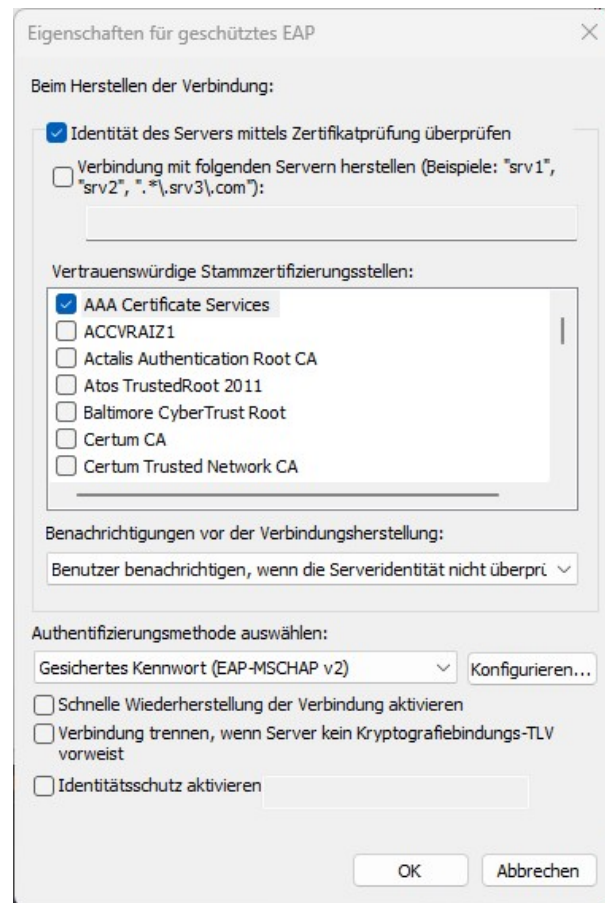 Eigenschaften für geschütztes EAP
Beim Herstellen der Verbindung:
Identität des Servers mittels Zertifikatprüfung überprüfen
Verbindung mit folgenden Servern herstellen (Beispiele: "srv1",
"srv2", ".*\.srv3\.com"):
Vertrauenswürdige Stammzertifizierungsstellen:
AAA Certificate Services
ACCVRAIZ1
Actalis Authentication Root CA
Atos TrustedRoot 2011
Baltimore CyberTrust Root
Certum CA
Certum Trusted Network CA
Benachrichtigungen vor der Verbindungsherstellung:
Benutzer benachrichtigen, wenn die Serveridentität nicht überprü
Authentifizierungsmethode auswählen:
Gesichertes Kennwort (EAP-MSCHAP v2)
Konfigurieren...
Schnelle Wiederherstellung der Verbindung aktivieren
Verbindung trennen, wenn Server kein Kryptografiebindungs-TLV
vorweist
Identitätsschutz aktivieren
OK
Abbrechen